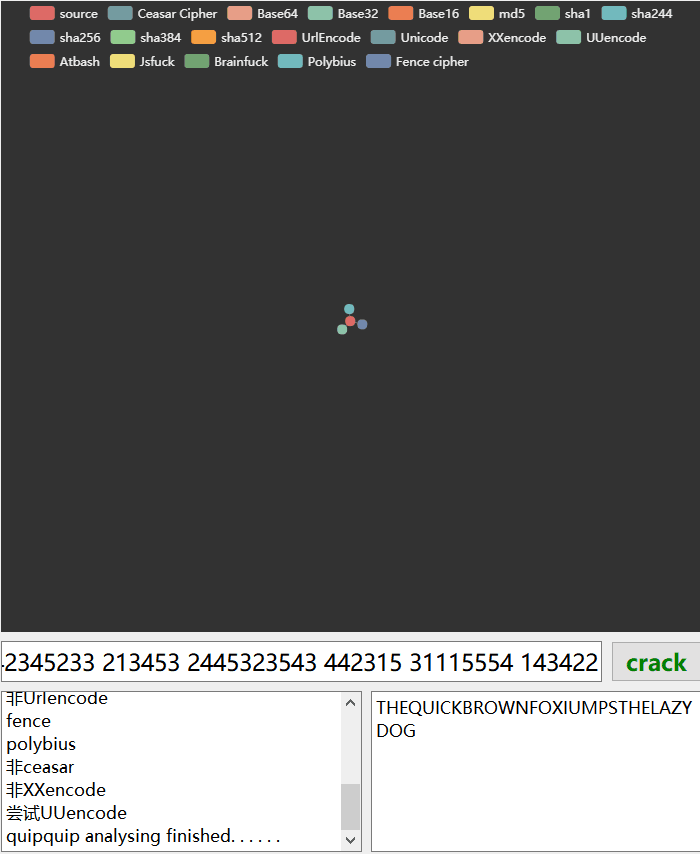 source Ceasar Cipher Base64 Base32 Base16 md5 sha1 sha244
sha256 sha384 sha512 UrlEncode Unicode XXencode UUencode
Atbash Jsfuck Brainfuck Polybius Fence cipher
2345233 213453 2445323543 442315 31115554 143422
crack
非UrIencode
fence
polybius
非ceasar
非XXencode
尝试UUencode
quipquip analysing finished. . . . . .
THEQUICKBROWNFOXIUMPSTHELAZY
DOG